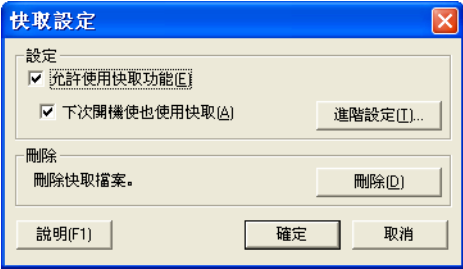 快取設定
設定
允許使用快取功能(E)
下次開機使也使用快取(A)
進階設定(T)...
刪除
刪除快取檔案。
刪除(D)
說明(F1)
確定
取消